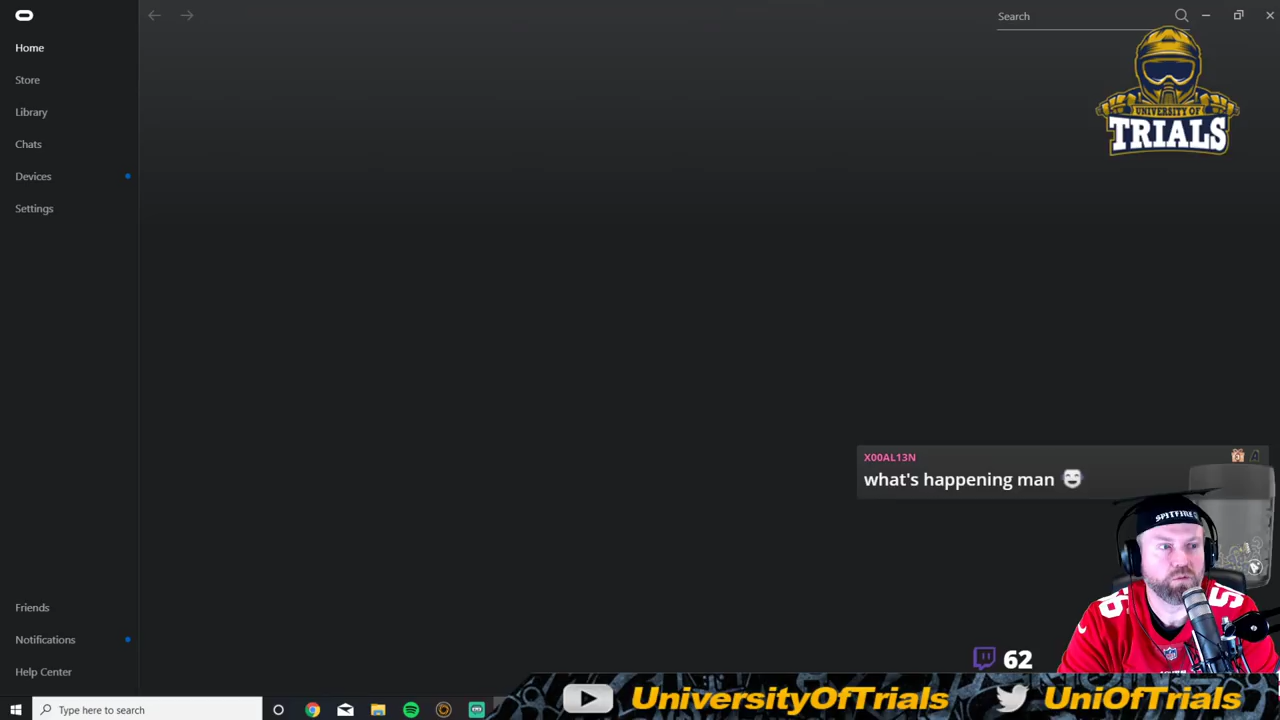 Search
Home
Store
Library
Chats
Devices
Settings
UNIVERSITY OF
TRIALS
X00AL13N
what's happening man
SPITFIRE
Friends
Notifications
Help Center
62
Type here to search
UniversityOfTrials
UniOfTrials